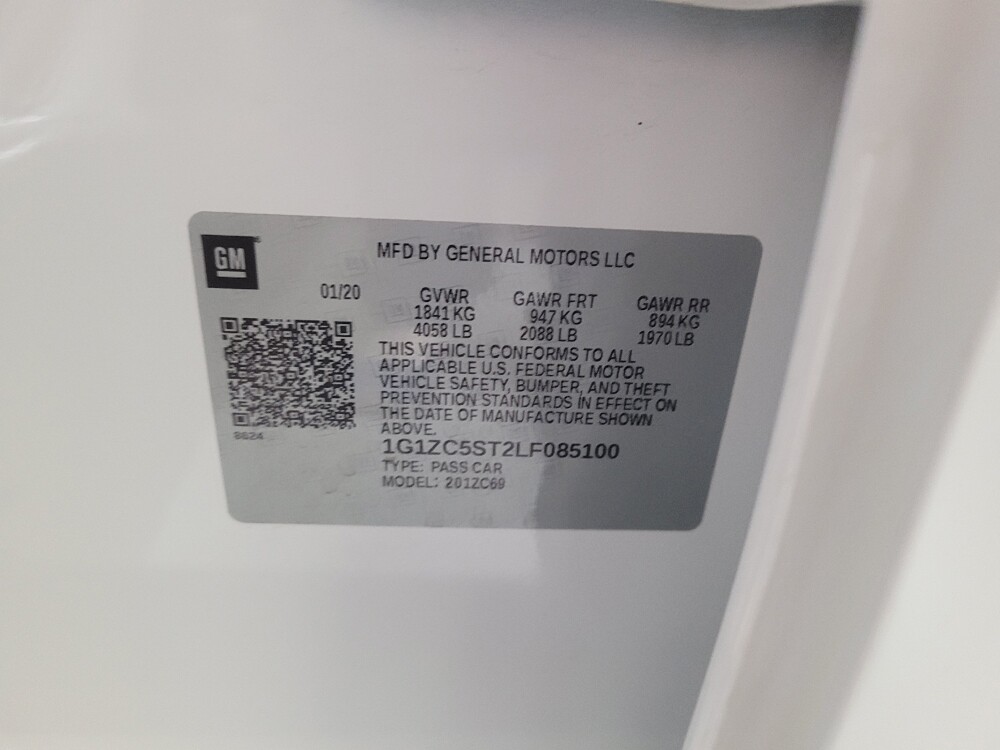 GM
MFD BY GENERAL MOTORS LLC
01/20
GVWR GAWR FRT GAWR RR
1841 KG 947 KG 894 KG
4058 LB 2088 LB 1970 LB
THIS VEHICLE CONFORMS TO ALL
APPLICABLE U.S. FEDERAL MOTOR
VEHICLE SAFETY, BUMPER, AND THEFT
PREVENTION STANDARDS IN EFFECT ON
THE DATE OF MANUFACTURE SHOWN
ABOVE.
8624
1G1ZC5ST2LF085100
TYPE: PASS CAR
MODEL: 201ZC69